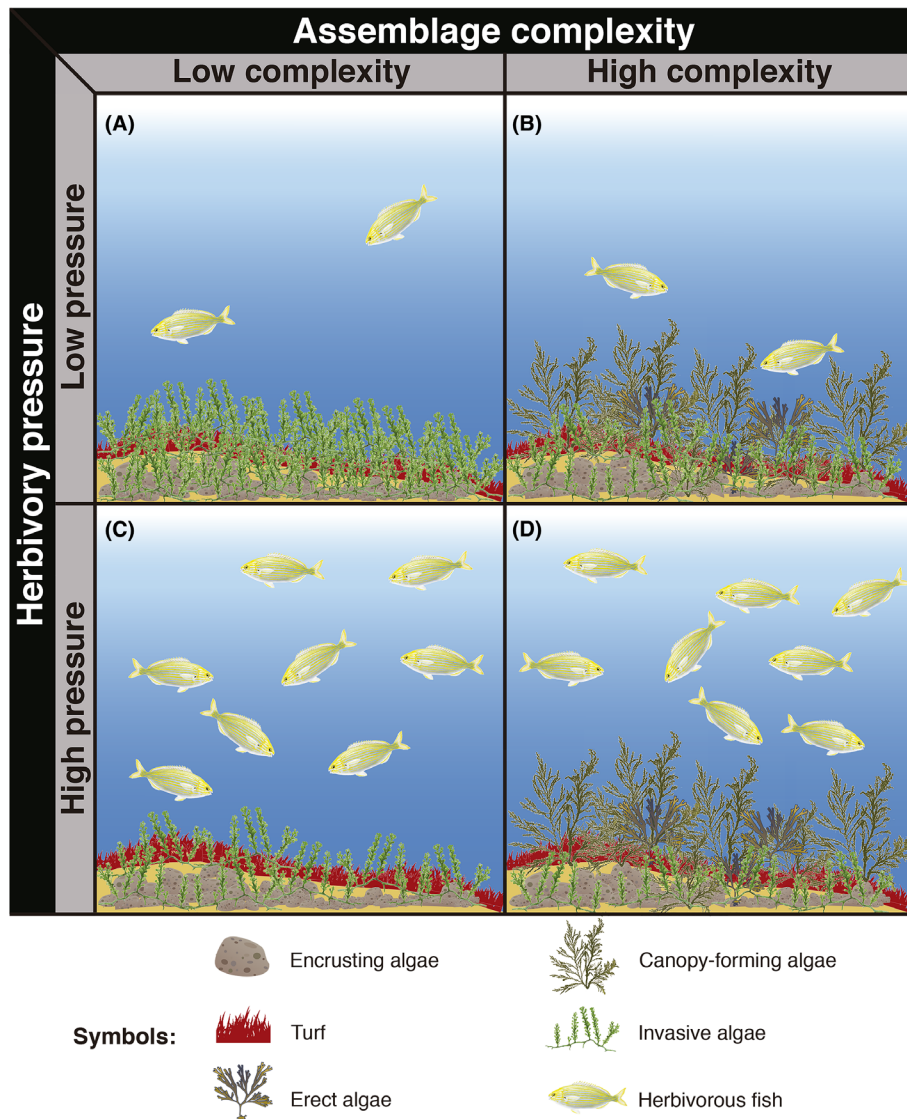 Assemblage complexity
Low complexity
High complexity
Herbivory pressure
Low pressure
High pressure
(A)
(B)
(C)
(D)
Symbols:
Encrusting algae
Canopy-forming algae
Turf
Invasive algae
Erect algae
Herbivorous fish